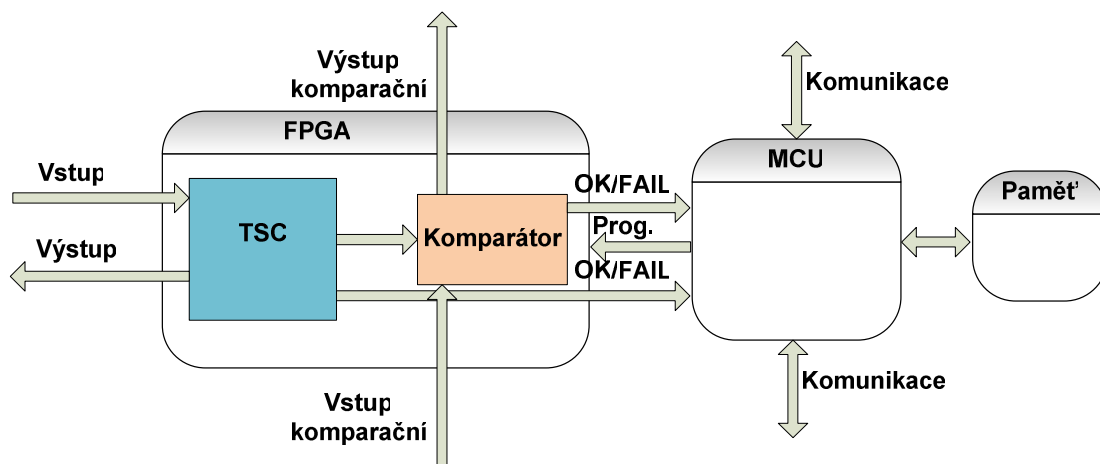 Výstup
komparační
Komunikace
FPGA
MCU
Vstup
OK/FAIL
Paměť
TSC
Komparátor
Prog.
Výstup
OK/FAIL
Komunikace
Vstup
komparační